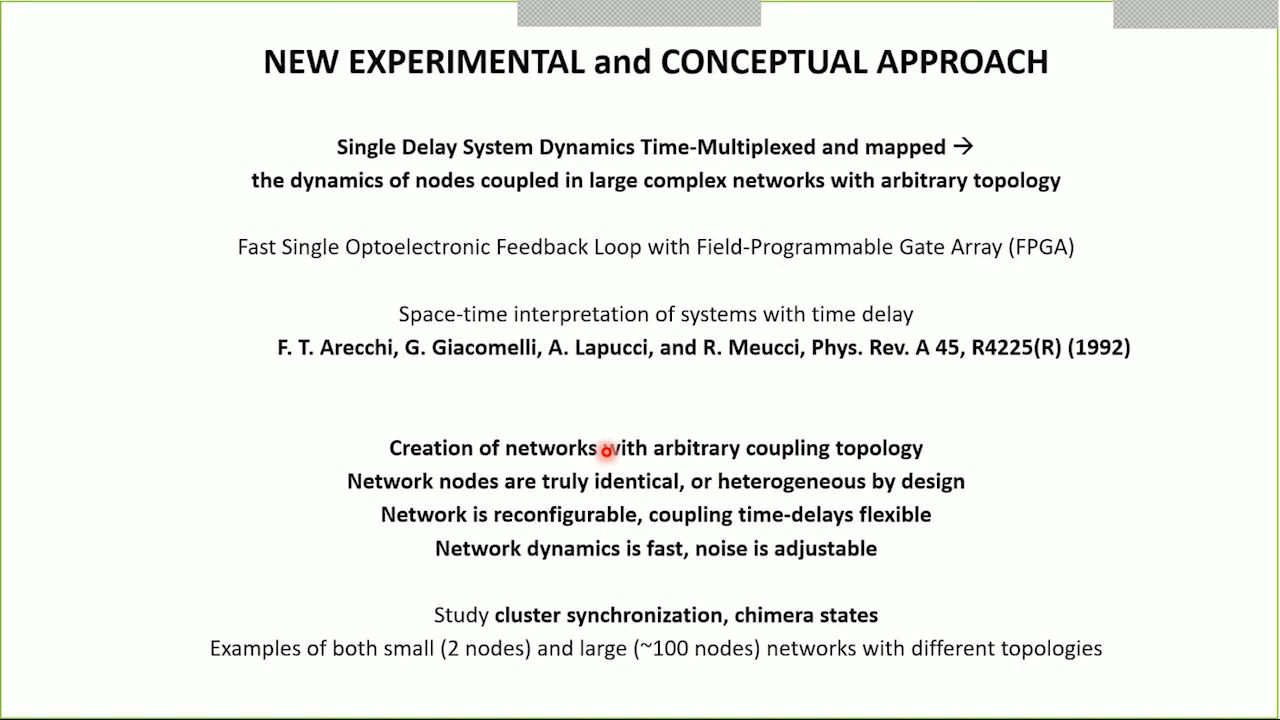 NEW EXPERIMENTAL and CONCEPTUAL APPROACH
Single Delay System Dynamics Time-Multiplexed and mapped →
the dynamics of nodes coupled in large complex networks with arbitrary topology
Fast Single Optoelectronic Feedback Loop with Field-Programmable Gate Array (FPGA)
Space-time interpretation of systems with time delay
F. T. Arecchi, G. Giacomelli, A. Lapucci, and R. Meucci, Phys. Rev. A 45, R4225(R) (1992)
Creation of networks with arbitrary coupling topology
Network nodes are truly identical, or heterogeneous by design
Network is reconfigurable, coupling time-delays flexible
Network dynamics is fast, noise is adjustable
Study cluster synchronization, chimera states
Examples of both small (2 nodes) and large (~100 nodes) networks with different topologies